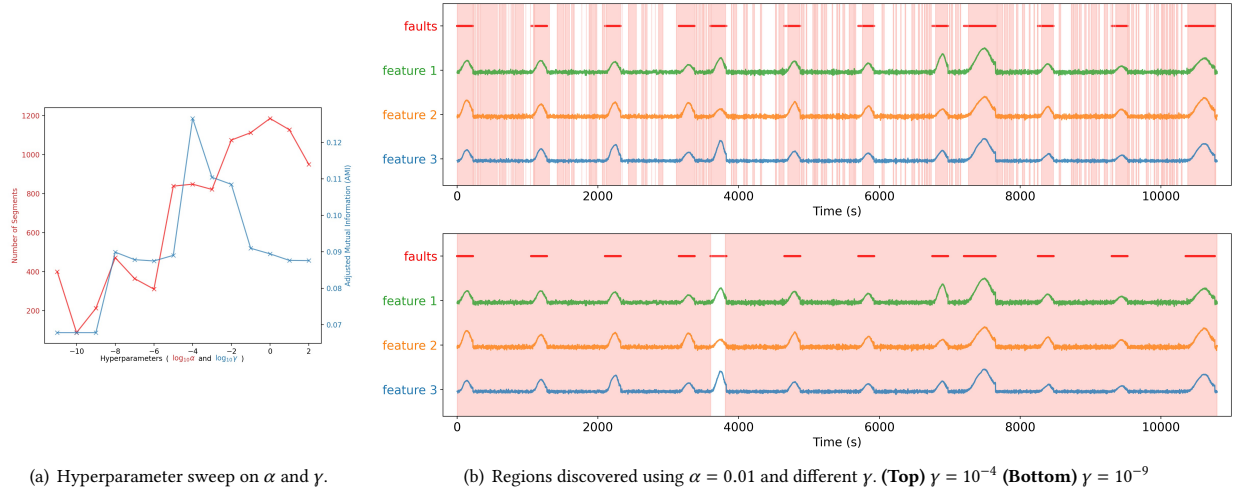 1200
1000
800
600
400
200
Number of Segments
0.12
0.11
0.10
0.09
0.08
0.07
Adjusted Mutual Information (AMI)
−10 −8 −6 −4 −2 0 2
Hyperparameters ( log₁₀α and log₁₀γ )
faults
feature 1
feature 2
feature 3
0 2000 4000 6000 8000 10000
Time (s)
faults
feature 1
feature 2
feature 3
0 2000 4000 6000 8000 10000
Time (s)
(a) Hyperparameter sweep on α and γ.
(b) Regions discovered using α = 0.01 and different γ. (Top) γ = 10⁻⁴ (Bottom) γ = 10⁻⁹